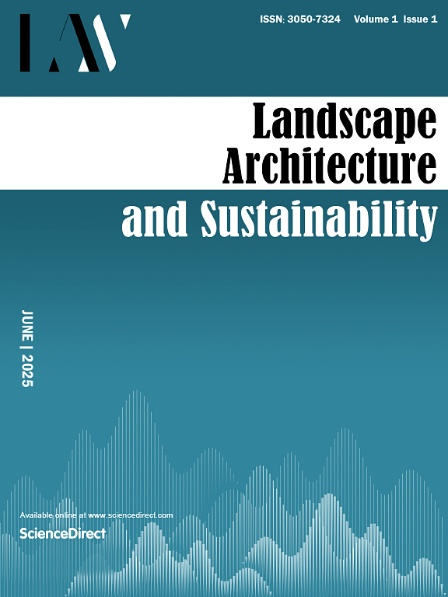 ISSN: 3050-7324 Volume 1 Issue 1
Landscape
Architecture
and Sustainability
JUNE | 2025
Available online at www.sciencedirect.com
ScienceDirect